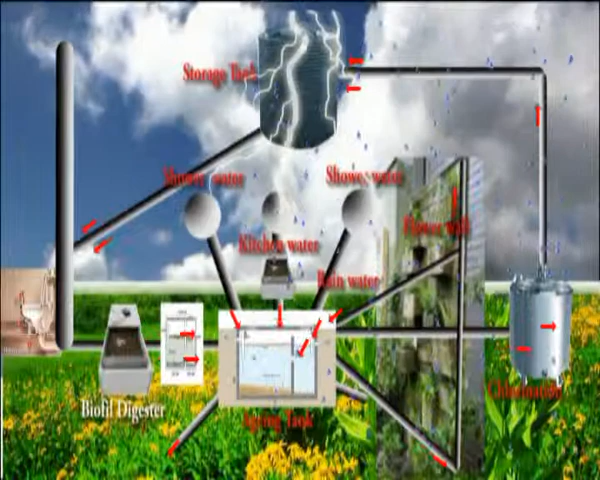 Storage Tank
Shower water
Shower water
Flower wall
Kitchen water
Rain water
Chlorination
Biofil Digester
Ageing Tank